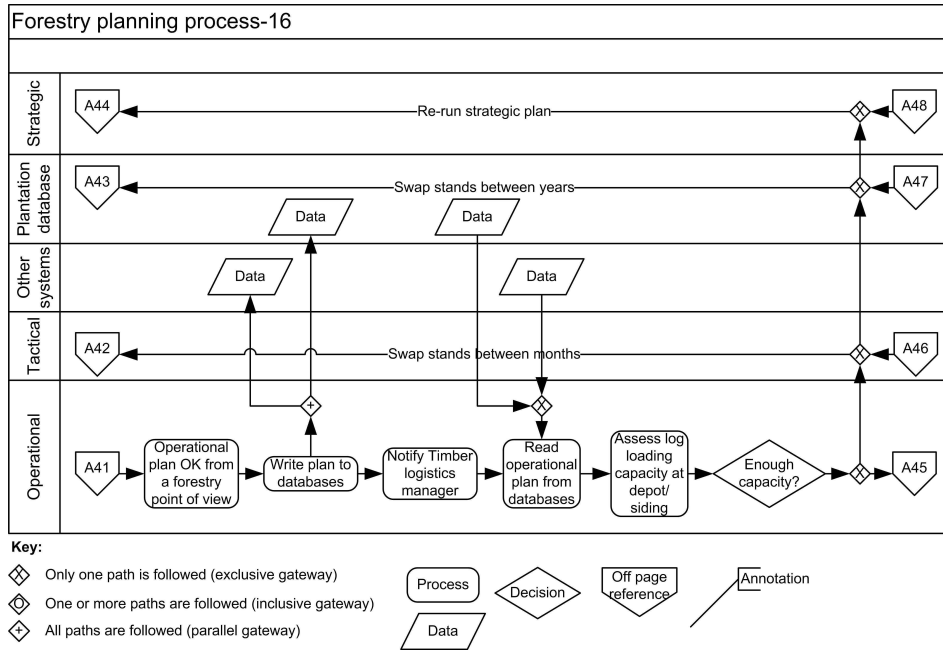 Forestry planning process-16
Strategic
A44
Re-run strategic plan
A48
Plantation
database
A43
Swap stands between years
A47
Data
Data
Other
systems
Data
Data
Tactical
A42
Swap stands between months
A46
Operational
A41
Operational
plan OK from
a forestry
point of view
Write plan to
databases
Notify Timber
logistics
manager
Read
operational
plan from
databases
Assess log
loading
capacity at
depot/
siding
Enough
capacity?
A45
Key:
Only one path is followed (exclusive gateway)
One or more paths are followed (inclusive gateway)
All paths are followed (parallel gateway)
Process
Data
Decision
Off page
reference
Annotation